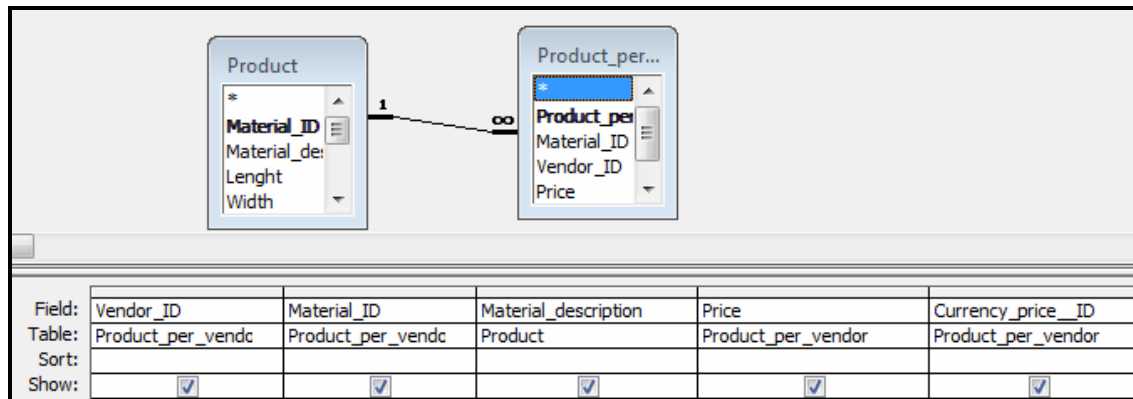 Product
*
Material_ID
Material_de
Lenght
Width
1
∞
Product_per...
*
Product_per
Material_ID
Vendor_ID
Price
Field: Vendor_ID Material_ID Material_description Price Currency_price__ID
Table: Product_per_vendc Product_per_vendc Product Product_per_vendor Product_per_vendor
Sort:
Show: